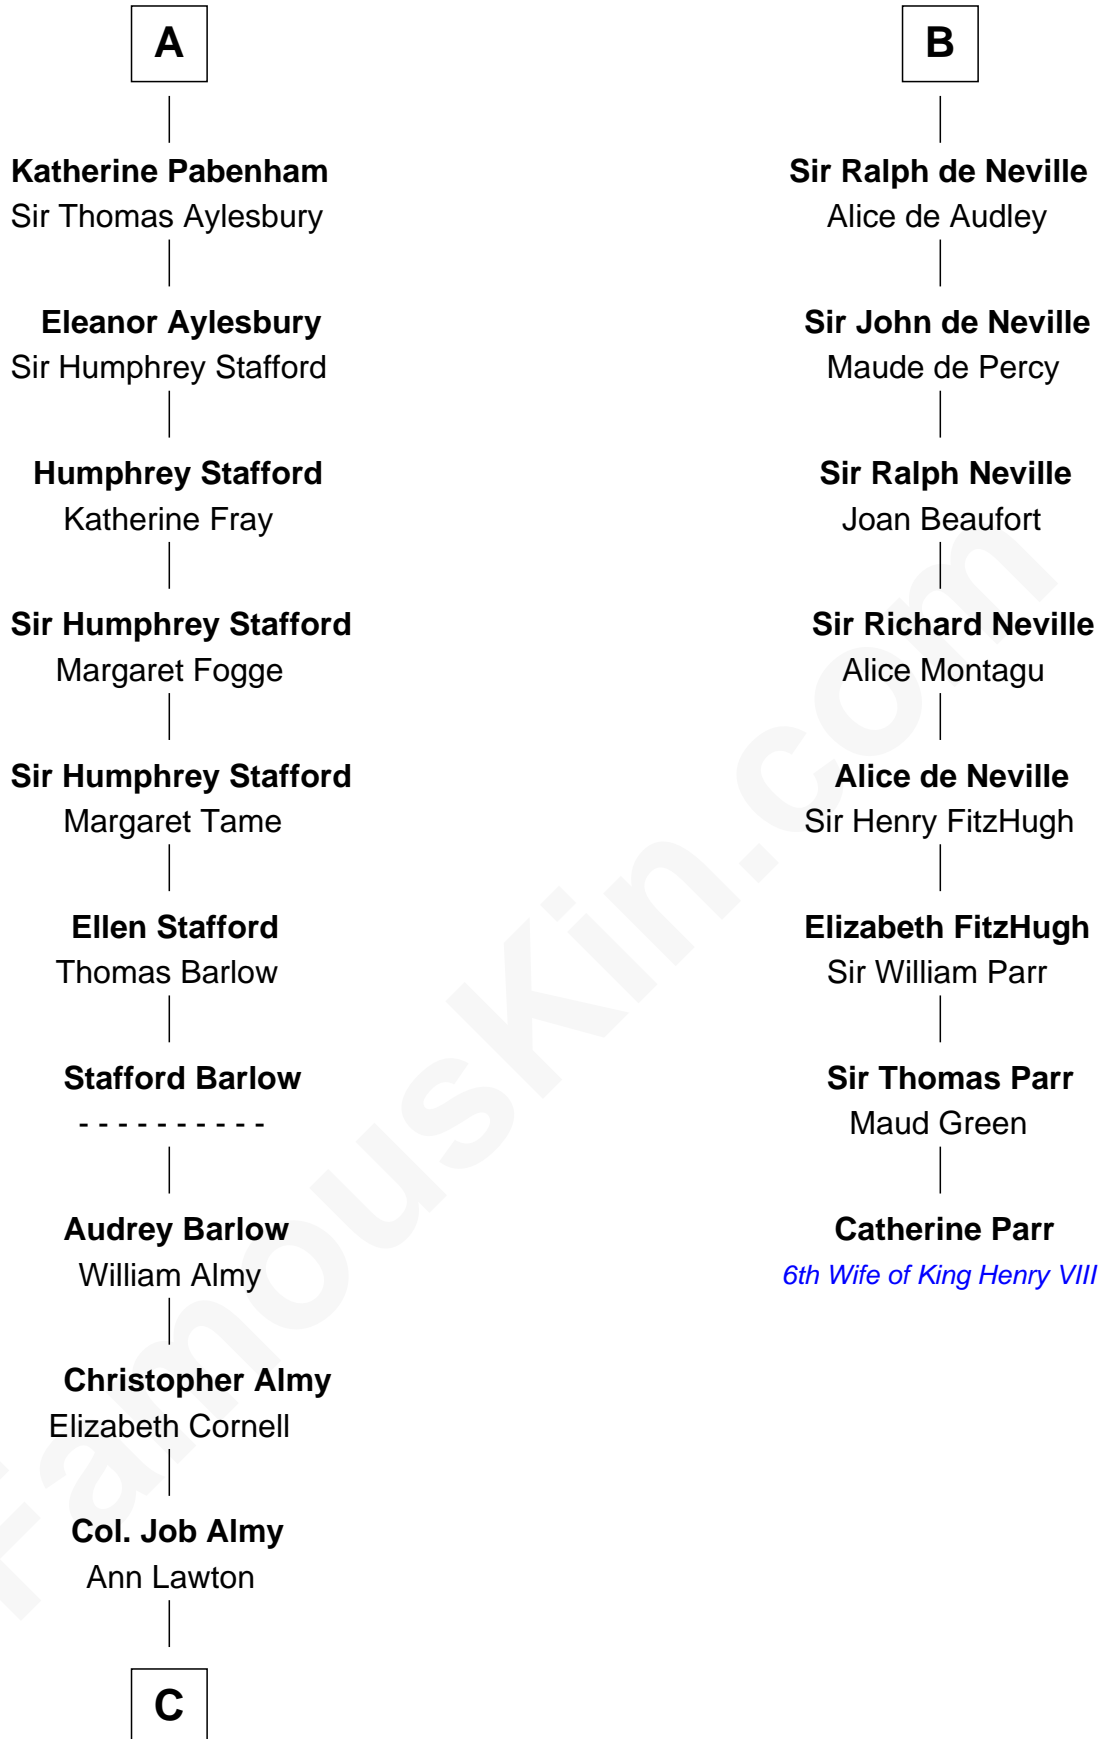 A
Katherine Pabenham
Sir Thomas Aylesbury
Eleanor Aylesbury
Sir Humphrey Stafford
Humphrey Stafford
Katherine Fray
Sir Humphrey Stafford
Margaret Fogge
Sir Humphrey Stafford
Margaret Tame
Ellen Stafford
Thomas Barlow
Stafford Barlow
- - - - - - - - - -
Audrey Barlow
William Almy
Christopher Almy
Elizabeth Cornell
Col. Job Almy
Ann Lawton
C
B
Sir Ralph de Neville
Alice de Audley
Sir John de Neville
Maude de Percy
Sir Ralph Neville
Joan Beaufort
Sir Richard Neville
Alice Montagu
Alice de Neville
Sir Henry FitzHugh
Elizabeth FitzHugh
Sir William Parr
Sir Thomas Parr
Maud Green
Catherine Parr
6th Wife of King Henry VIII
FamousKin.com